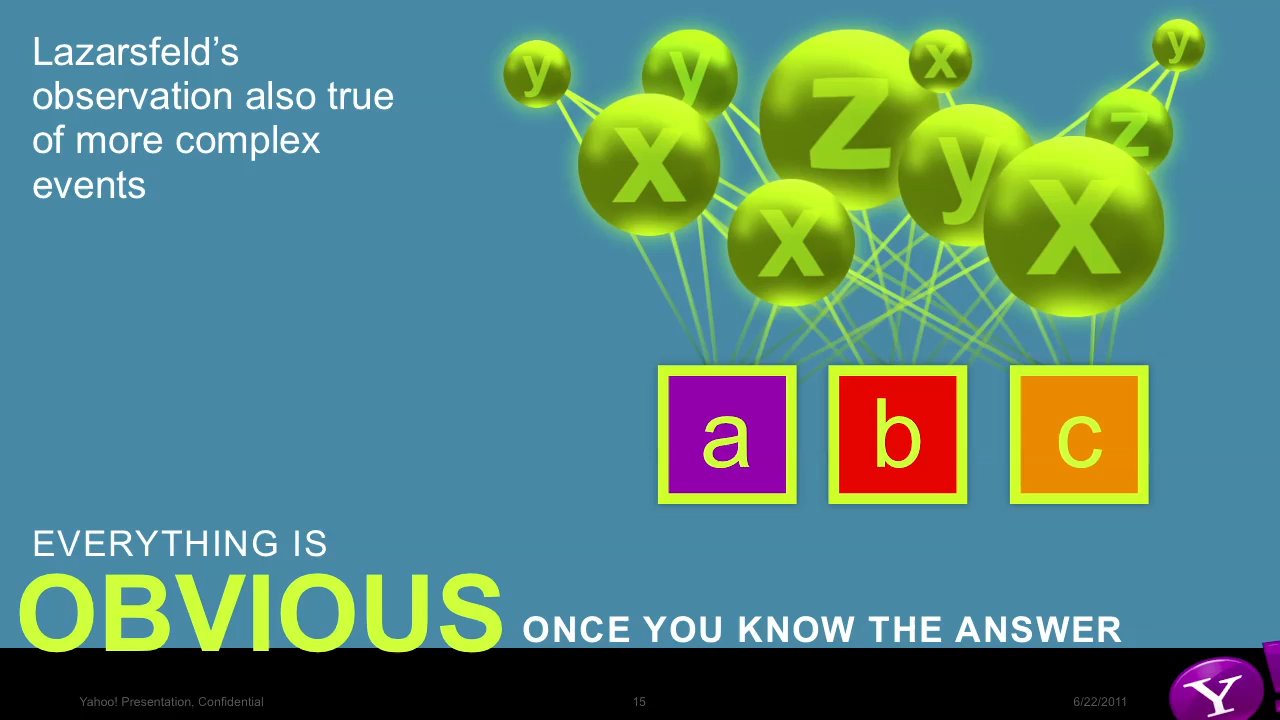 Lazarsfeld’s
observation also true
of more complex
events
y
y
z
x
y
x
y
z
x
x
a
b
c
EVERYTHING IS
OBVIOUS ONCE YOU KNOW THE ANSWER
Yahoo! Presentation, Confidential
15
6/22/2011
Y!